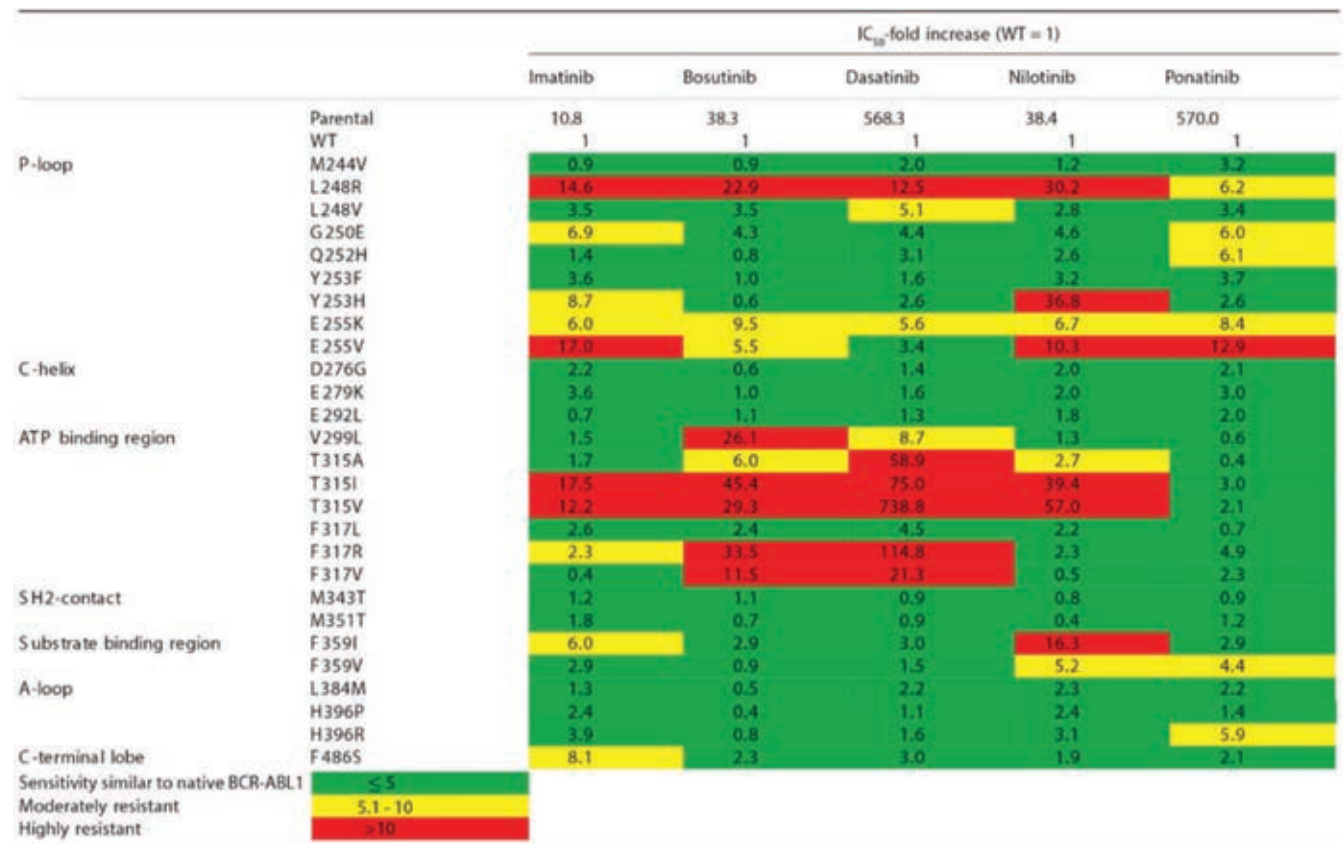 IC50-fold increase (WT = 1)
Imatinib Bosutinib Dasatinib Nilotinib Ponatinib
Parental 10.8 38.3 568.3 38.4 570.0
WT 1 1 1 1 1
P-loop M244V 0.9 0.9 2.0 1.2 3.2
L248R 14.6 22.9 12.5 30.2 6.2
L248V 3.5 3.5 5.1 2.8 3.4
G250E 6.9 4.3 4.4 4.6 6.0
Q252H 1.4 0.8 3.1 2.6 6.1
Y253F 3.6 1.0 1.6 3.2 3.7
Y253H 8.7 0.6 2.6 36.8 2.6
E255K 6.0 9.5 5.6 6.7 8.4
E255V 17.0 5.5 3.4 10.3 12.9
C-helix D276G 2.2 0.6 1.4 2.0 2.1
E279K 3.6 1.0 1.6 2.0 3.0
E292L 0.7 1.1 1.3 1.8 2.0
ATP binding region V299L 1.5 26.1 8.7 1.3 0.6
T315A 1.7 6.0 58.9 2.7 0.4
T315I 17.5 45.4 75.0 39.4 3.0
T315V 12.2 29.3 738.8 57.0 2.1
F317L 2.6 2.4 4.5 2.2 0.7
F317R 2.3 33.5 114.8 2.3 4.9
F317V 0.4 11.5 21.3 0.5 2.3
SH2-contact M343T 1.2 1.1 0.9 0.8 0.9
M351T 1.8 0.7 0.9 0.4 1.2
Substrate binding region F359I 6.0 2.9 3.0 16.3 2.9
F359V 2.9 0.9 1.5 5.2 4.4
A-loop L384M 1.3 0.5 2.2 2.3 2.2
H396P 2.4 0.4 1.1 2.4 1.4
H396R 3.9 0.8 1.6 3.1 5.9
C-terminal lobe F486S 8.1 2.3 3.0 1.9 2.1
Sensitivity similar to native BCR-ABL1 ≤ 5
Moderately resistant 5.1 - 10
Highly resistant >10